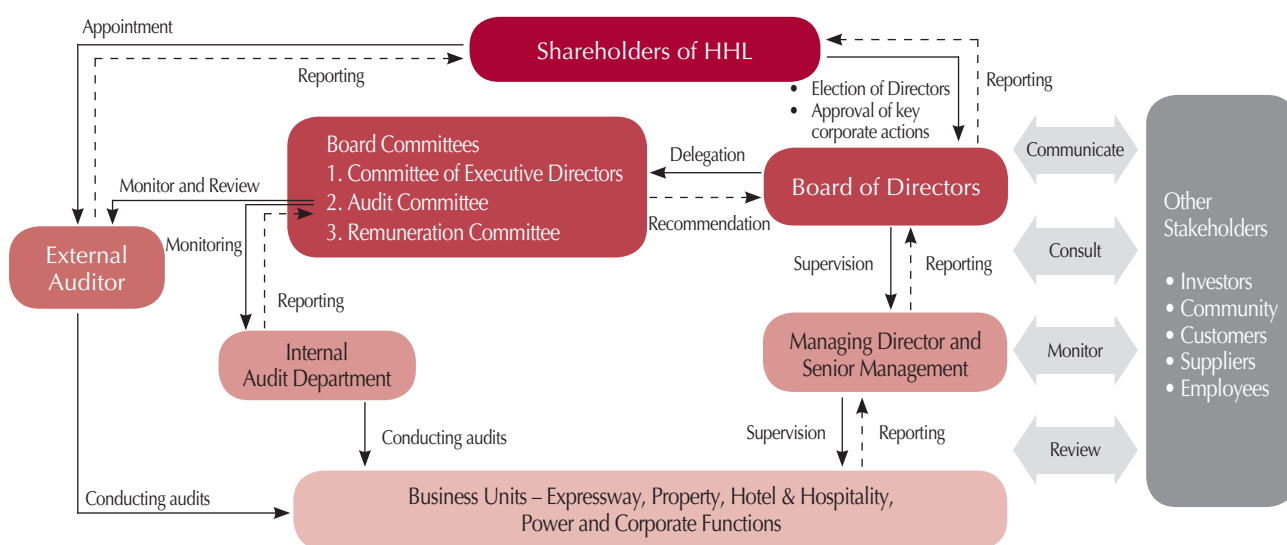 Appointment
Shareholders of HHL
Reporting
Reporting
• Election of Directors
• Approval of key
corporate actions
Board Committees
1. Committee of Executive Directors
2. Audit Committee
3. Remuneration Committee
Delegation
Recommendation
Board of Directors
Communicate
Monitor and Review
Monitoring
External
Auditor
Reporting
Supervision
Reporting
Consult
Other
Stakeholders
• Investors
• Community
• Customers
• Suppliers
• Employees
Internal
Audit Department
Managing Director and
Senior Management
Monitor
Conducting audits
Supervision
Reporting
Review
Conducting audits
Business Units – Expressway, Property, Hotel & Hospitality,
Power and Corporate Functions